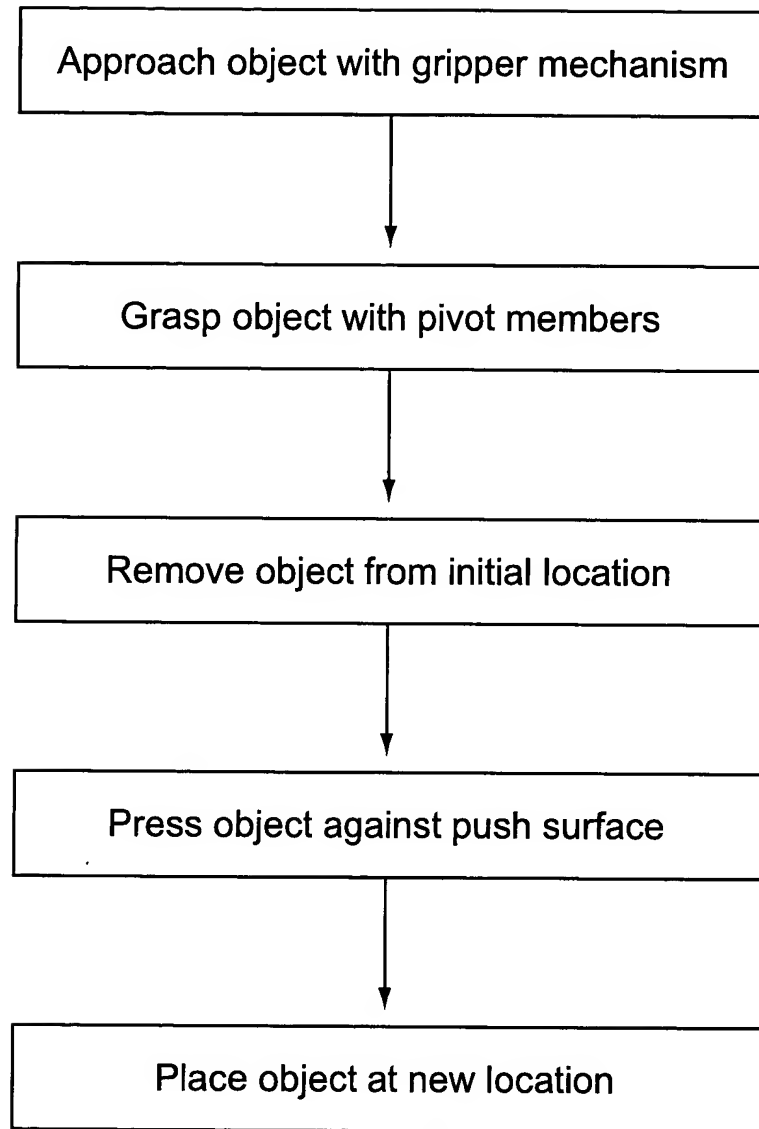 Approach object with gripper mechanism
Grasp object with pivot members
Remove object from initial location
Press object against push surface
Place object at new location